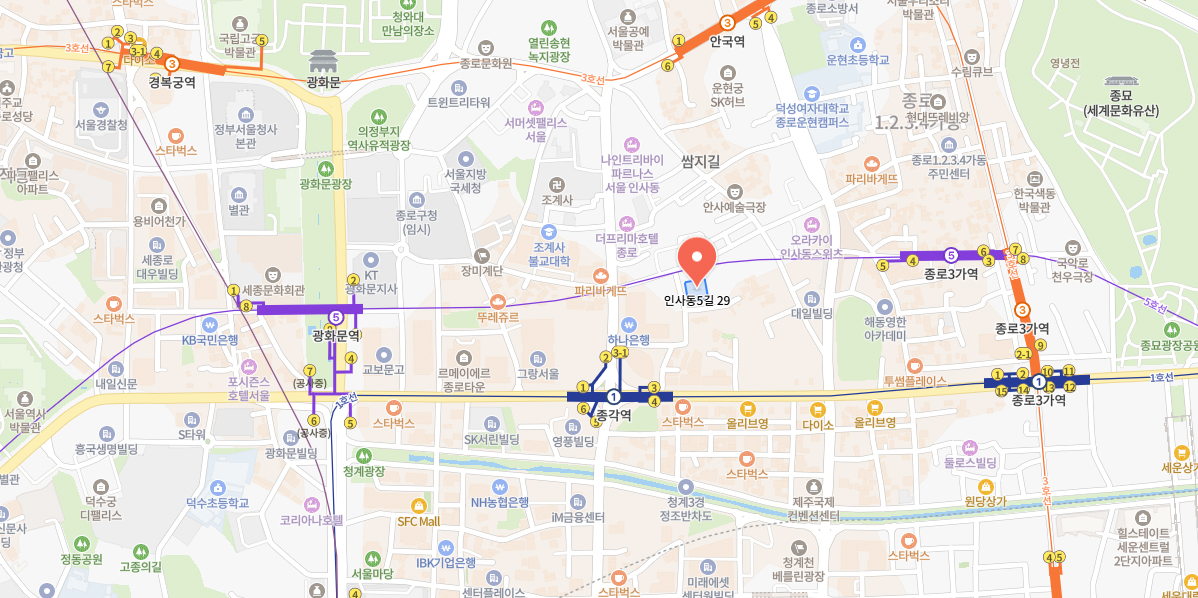 스타벅스
청와대
만남의장소
국립고궁
박물관
3호선
다이소
경복궁역
광화문
종로문화원
열린송현
녹지광장
서울공예
박물관
안국역
종로소방서
박물관
운현초등학교
수림큐브
영녕전
종묘
(세계문화유산)
3호선
운현궁
SK허브
덕성여자대학교
종로운현캠퍼스
현대뜨레비앙
1.2.3.4가동
종로1.2.3.4가동
주민센터
트윈트리타워
서머셋팰리스
서울
서울경찰청
스타벅스
정부서울청사
본관
의정부지
역사유적광장
광화문광장
별관
용비어천가
세종로
대우빌딩
아파트
서울지방
국세청
조계사
나인트리바이
파르나스
서울 인사동
쌈지길
안사예술극장
파리바게뜨
한국색동
박물관
종로구청
(임시)
조계사
불교대학
더프리마호텔
종로
오라카이
인사동스위츠
장미계단
KT
광화문지사
세종문화회관
파리바게뜨
뚜레쥬르
인사동5길 29
대일빌딩
해동영한
아카데미
종로3가역
국악로
천우극장
5호선
3호선
종로3가역
종묘광장공원
스타벅스
KB국민은행
광화문역
하나은행
교보문고
르메이에르
종로타운
그랑서울
포시즌스
호텔서울
내일신문
(공사중)
(공사중)
1호선
종각역
투썸플레이스
종로3가역
1호선
서울역사
박물관
S타워
흥국생명빌딩
광화문빌딩
스타벅스
SK서린빌딩
영풍빌딩
스타벅스
올리브영
다이소
올리브영
청계광장
스타벅스
둘로스빌딩
3호선
원당상가
덕수궁
디팰리스
덕수초등학교
코리아나호텔
SFC Mall
NH농협은행
iM금융센터
청계3경
정조반차도
제주국제
컨벤션센터
힐스테이트
세운센트럴
2단지아파트
정동공원
고종의길
서울마당
IBK기업은행
센터플레이스
스타벅스
미래에셋
센터원빌딩
청계천
베를린광장
스타벅스